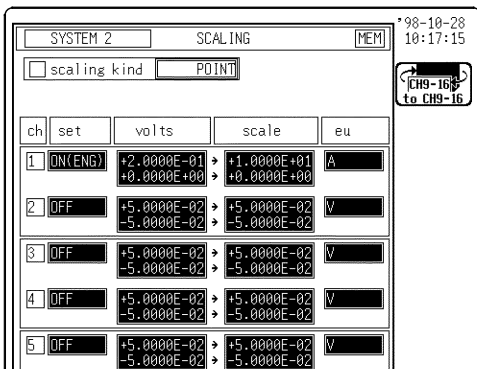 '98-10-28
SYSTEM 2 SCALING MEM 10:17:15
scaling kind POINT
CH9-16
to CH9-16
ch set volts scale eu
1 ON(ENG) +2.0000E-01 → +1.0000E+01 A
+0.0000E+00 → +0.0000E+00
2 OFF +5.0000E-02 → +5.0000E-02 V
-5.0000E-02 → -5.0000E-02
3 OFF +5.0000E-02 → +5.0000E-02 V
-5.0000E-02 → -5.0000E-02
4 OFF +5.0000E-02 → +5.0000E-02 V
-5.0000E-02 → -5.0000E-02
5 OFF +5.0000E-02 → +5.0000E-02 V
-5.0000E-02 → -5.0000E-02